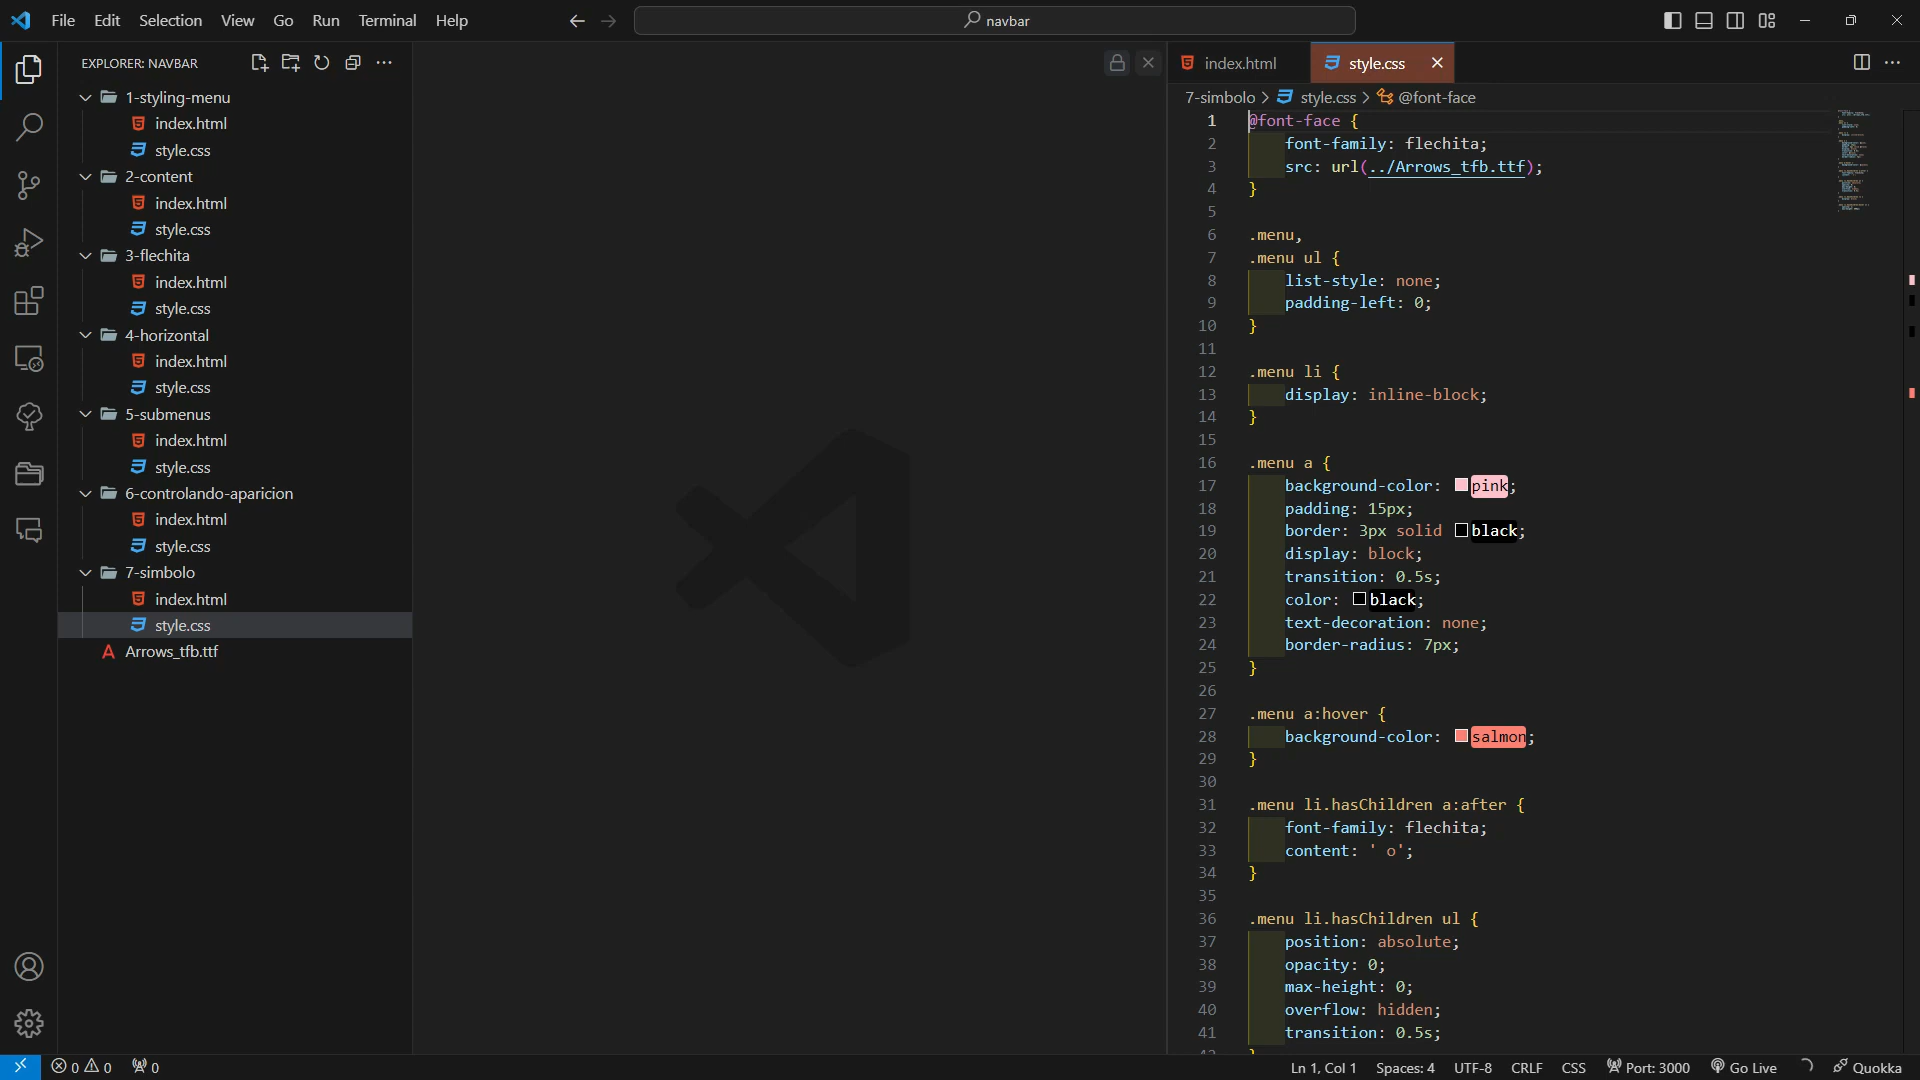 File Edit Selection View Go Run Terminal Help
navbar
EXPLORER: NAVBAR
1-styling-menu
index.html
style.css
2-content
index.html
style.css
3-flechita
index.html
style.css
4-horizontal
index.html
style.css
5-submenus
index.html
style.css
6-controlando-aparicion
index.html
style.css
7-simbolo
index.html
style.css
Arrows_tfb.ttf
index.html style.css
7-simbolo > style.css > @font-face
1 @font-face {
2 font-family: flechita;
3 src: url(../Arrows_tfb.ttf);
4 }
5
6 .menu,
7 .menu ul {
8 list-style: none;
9 padding-left: 0;
10 }
11
12 .menu li {
13 display: inline-block;
14 }
15
16 .menu a {
17 background-color: pink;
18 padding: 15px;
19 border: 3px solid black;
20 display: block;
21 transition: 0.5s;
22 color: black;
23 text-decoration: none;
24 border-radius: 7px;
25 }
26
27 .menu a:hover {
28 background-color: salmon;
29 }
30
31 .menu li.hasChildren a:after {
32 font-family: flechita;
33 content: ' o';
34 }
35
36 .menu li.hasChildren ul {
37 position: absolute;
38 opacity: 0;
39 max-height: 0;
40 overflow: hidden;
41 transition: 0.5s;
0 0 0 Ln 1, Col 1 Spaces: 4 UTF-8 CRLF CSS Port: 3000 Go Live Quokka